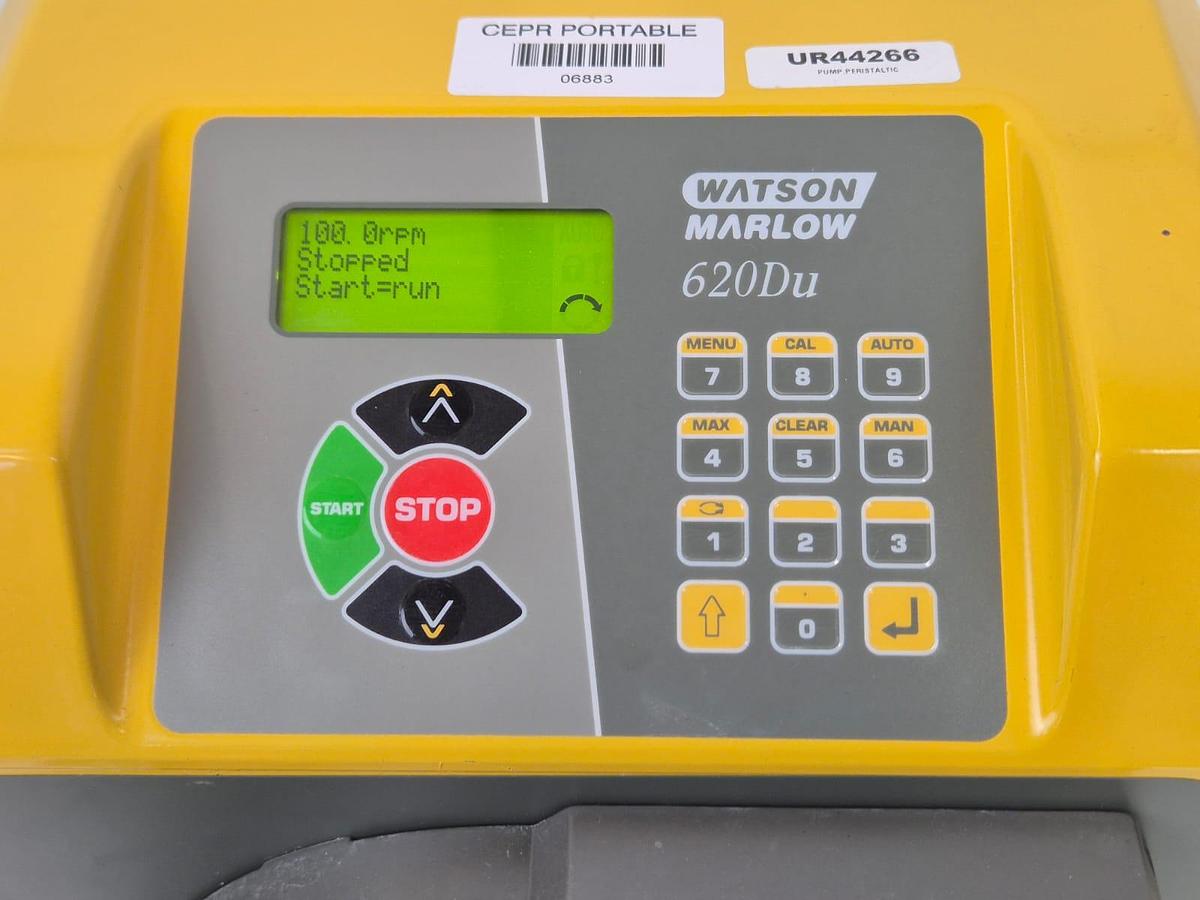 CEPR PORTABLE
06883
UR44266
PUMP,PERISTALTIC
WATSON
MARLOW
620Du
100.0rpm
Stopped
Start=run
START
STOP
MENU CAL AUTO
7 8 9
MAX CLEAR MAN
4 5 6
1 2 3
0